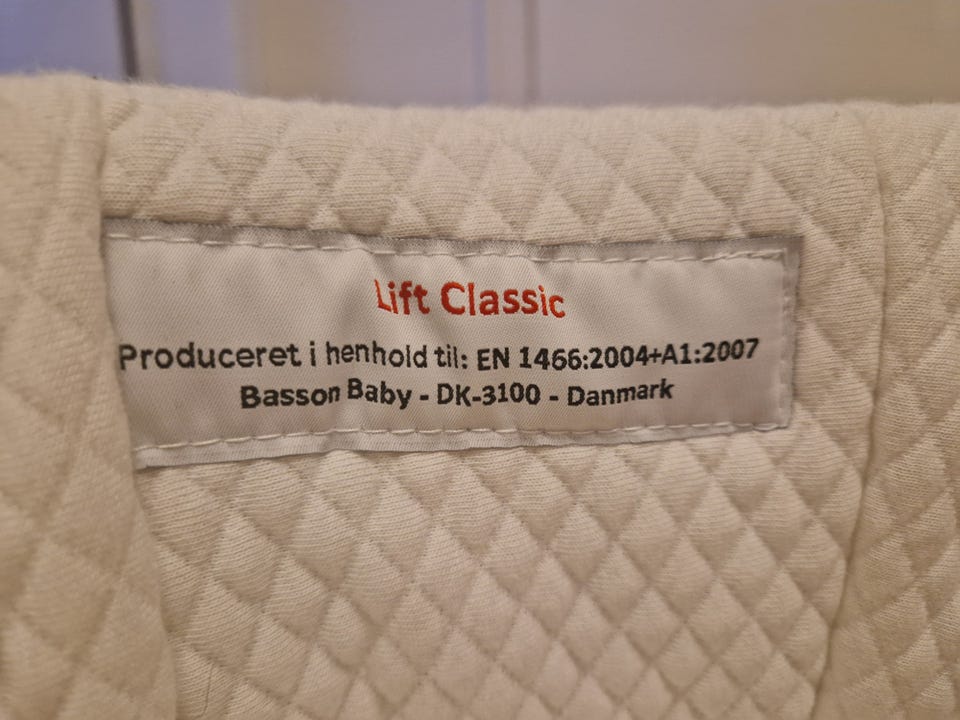 Lift Classic
Produceret i henhold til: EN 1466:2004+A1:2007
Basson Baby - DK-3100 - Danmark